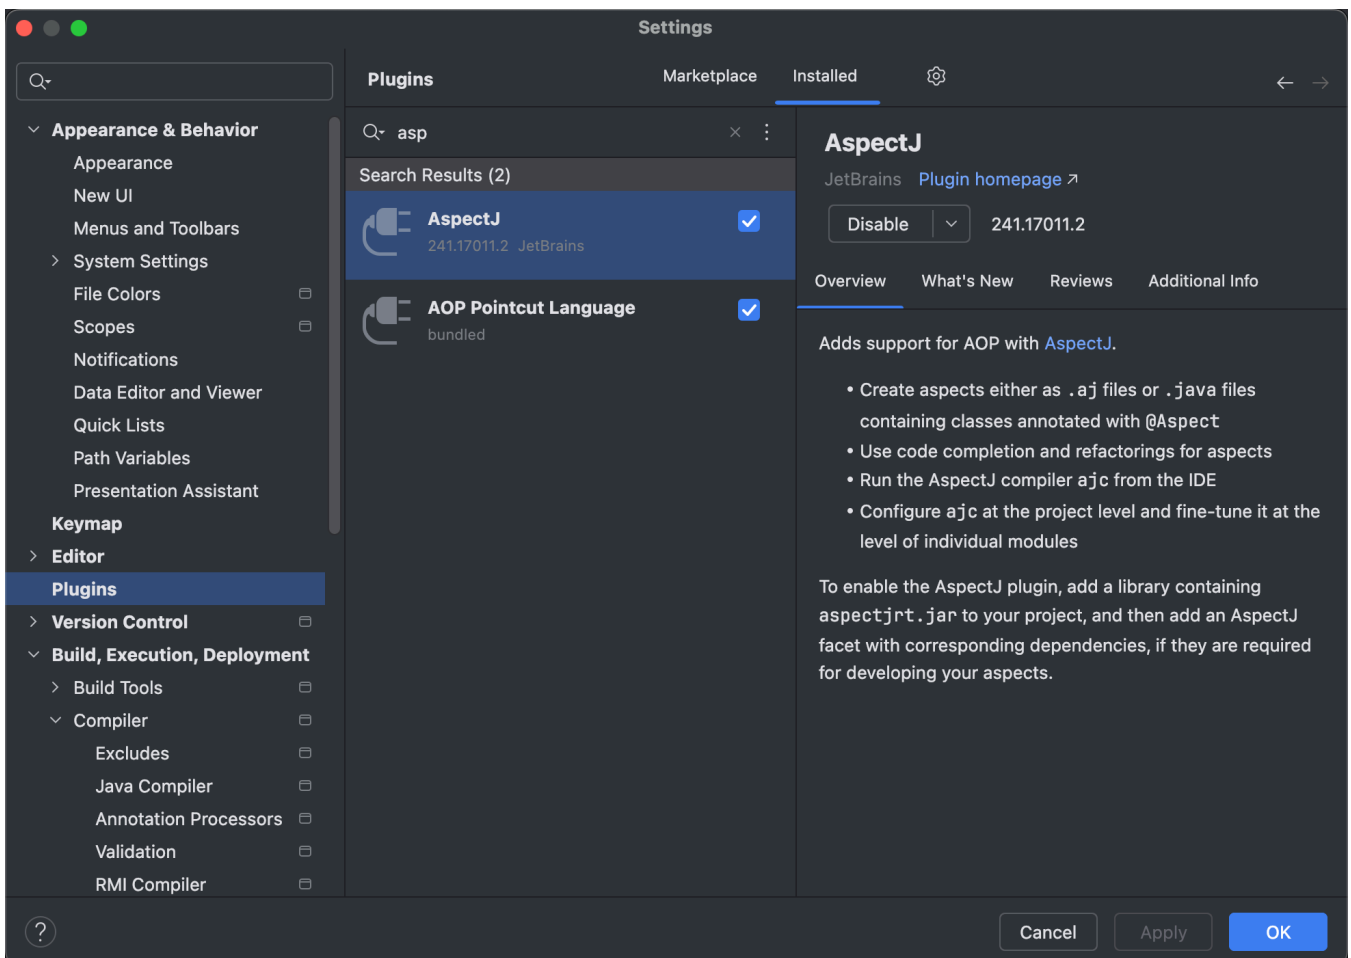 Settings
Appearance & Behavior
Appearance
New UI
Menus and Toolbars
System Settings
File Colors
Scopes
Notifications
Data Editor and Viewer
Quick Lists
Path Variables
Presentation Assistant
Keymap
Editor
Plugins
Version Control
Build, Execution, Deployment
Build Tools
Compiler
Excludes
Java Compiler
Annotation Processors
Validation
RMI Compiler
Plugins
Marketplace
Installed
asp
Search Results (2)
AspectJ
241.17011.2 JetBrains
AOP Pointcut Language
bundled
AspectJ
JetBrains Plugin homepage ↗
Disable 241.17011.2
Overview What's New Reviews Additional Info
Adds support for AOP with AspectJ.
• Create aspects either as .aj files or .java files
containing classes annotated with @Aspect
• Use code completion and refactorings for aspects
• Run the AspectJ compiler ajc from the IDE
• Configure ajc at the project level and fine-tune it at the
level of individual modules
To enable the AspectJ plugin, add a library containing
aspectjrt.jar to your project, and then add an AspectJ
facet with corresponding dependencies, if they are required
for developing your aspects.
?
Cancel
Apply
OK